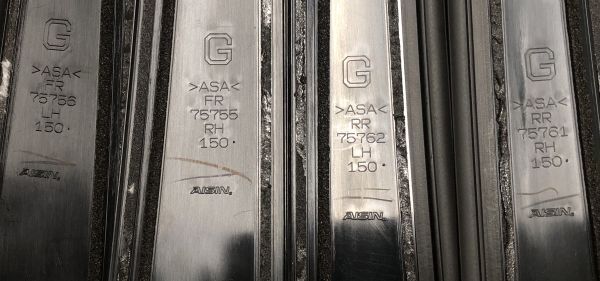 G
>ASA<
FR
75756
LH
150·
AISIN®
G
>ASA<
FR
75755
RH
150·
AISIN®
G
>ASA<
RR
75762
LH
150·
AISIN®
G
>ASA<
RR
75761
RH
150·
AISIN®